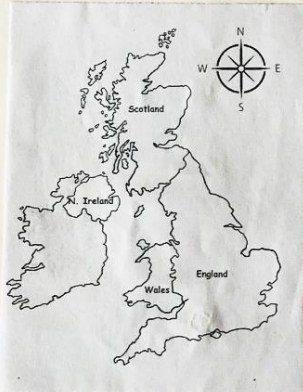 N
W E
S
Scotland
N. Ireland
England
Wales